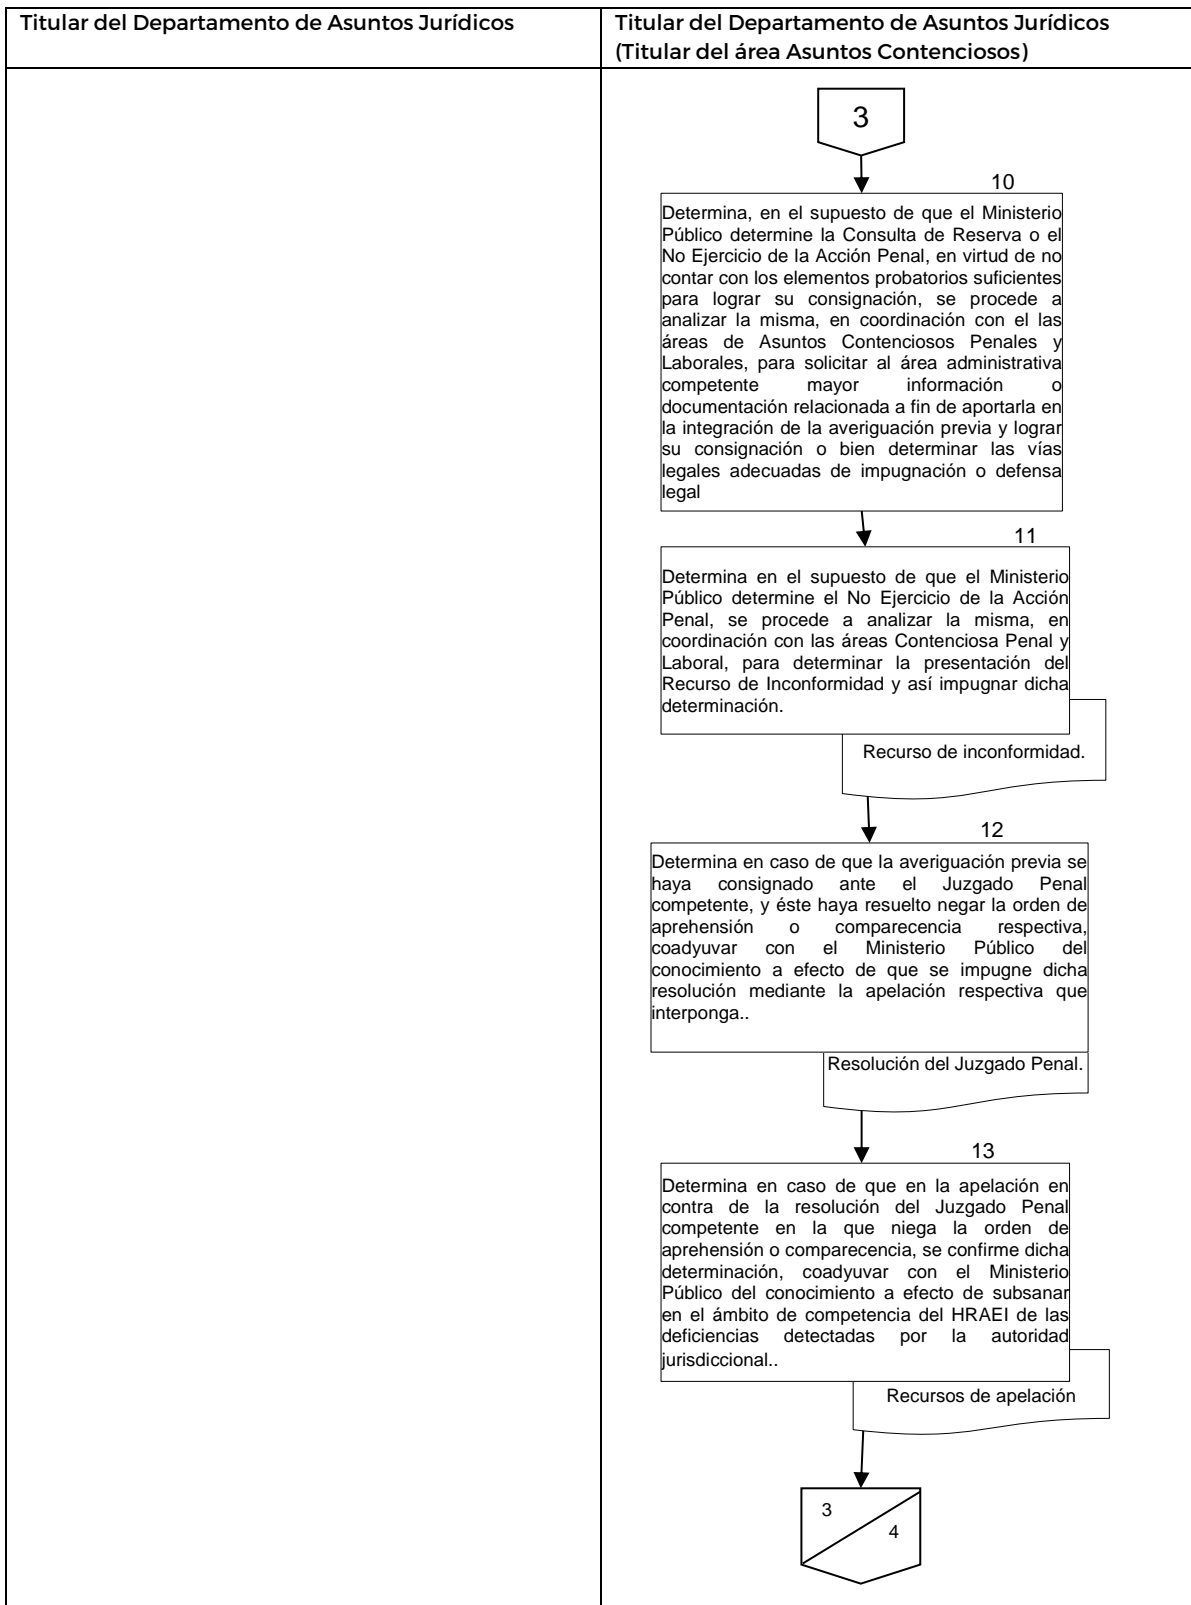 Titular del Departamento de Asuntos Jurídicos
Titular del Departamento de Asuntos Jurídicos
(Titular del área Asuntos Contenciosos)
3
10
Determina, en el supuesto de que el Ministerio
Público determine la Consulta de Reserva o el
No Ejercicio de la Acción Penal, en virtud de no
contar con los elementos probatorios suficientes
para lograr su consignación, se procede a
analizar la misma, en coordinación con el las
áreas de Asuntos Contenciosos Penales y
Laborales, para solicitar al área administrativa
competente mayor información o
documentación relacionada a fin de aportarla en
la integración de la averiguación previa y lograr
su consignación o bien determinar las vías
legales adecuadas de impugnación o defensa
legal
11
Determina en el supuesto de que el Ministerio
Público determine el No Ejercicio de la Acción
Penal, se procede a analizar la misma, en
coordinación con las áreas Contenciosa Penal y
Laboral, para determinar la presentación del
Recurso de Inconformidad y así impugnar dicha
determinación.
Recurso de inconformidad.
12
Determina en caso de que la averiguación previa se
haya consignado ante el Juzgado Penal
competente, y éste haya resuelto negar la orden de
aprehensión o comparecencia respectiva,
coadyuvar con el Ministerio Público del
conocimiento a efecto de que se impugne dicha
resolución mediante la apelación respectiva que
interponga..
Resolución del Juzgado Penal.
13
Determina en caso de que en la apelación en
contra de la resolución del Juzgado Penal
competente en la que niega la orden de
aprehensión o comparecencia, se confirme dicha
determinación, coadyuvar con el Ministerio
Público del conocimiento a efecto de subsanar
en el ámbito de competencia del HRAEI de las
deficiencias detectadas por la autoridad
jurisdiccional..
Recursos de apelación
3
4